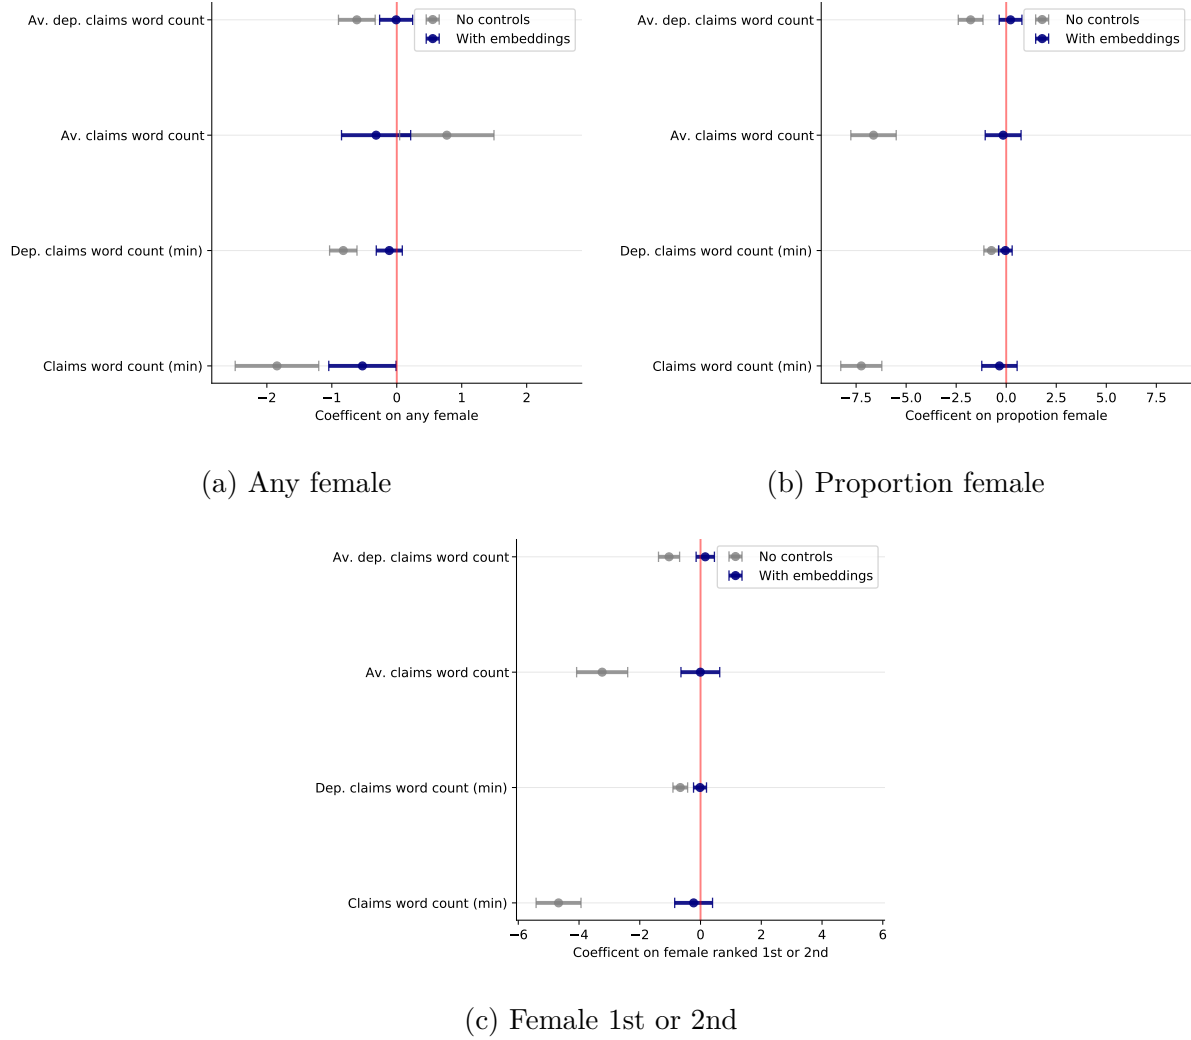 Av. dep. claims word count
Av. claims word count
Dep. claims word count (min)
Claims word count (min)
No controls
With embeddings
−2 −1 0 1 2
Coefficent on any female
(a) Any female
Av. dep. claims word count
Av. claims word count
Dep. claims word count (min)
Claims word count (min)
No controls
With embeddings
−7.5 −5.0 −2.5 0.0 2.5 5.0 7.5
Coefficent on propotion female
(b) Proportion female
Av. dep. claims word count
Av. claims word count
Dep. claims word count (min)
Claims word count (min)
No controls
With embeddings
−6 −4 −2 0 2 4 6
Coefficent on female ranked 1st or 2nd
(c) Female 1st or 2nd